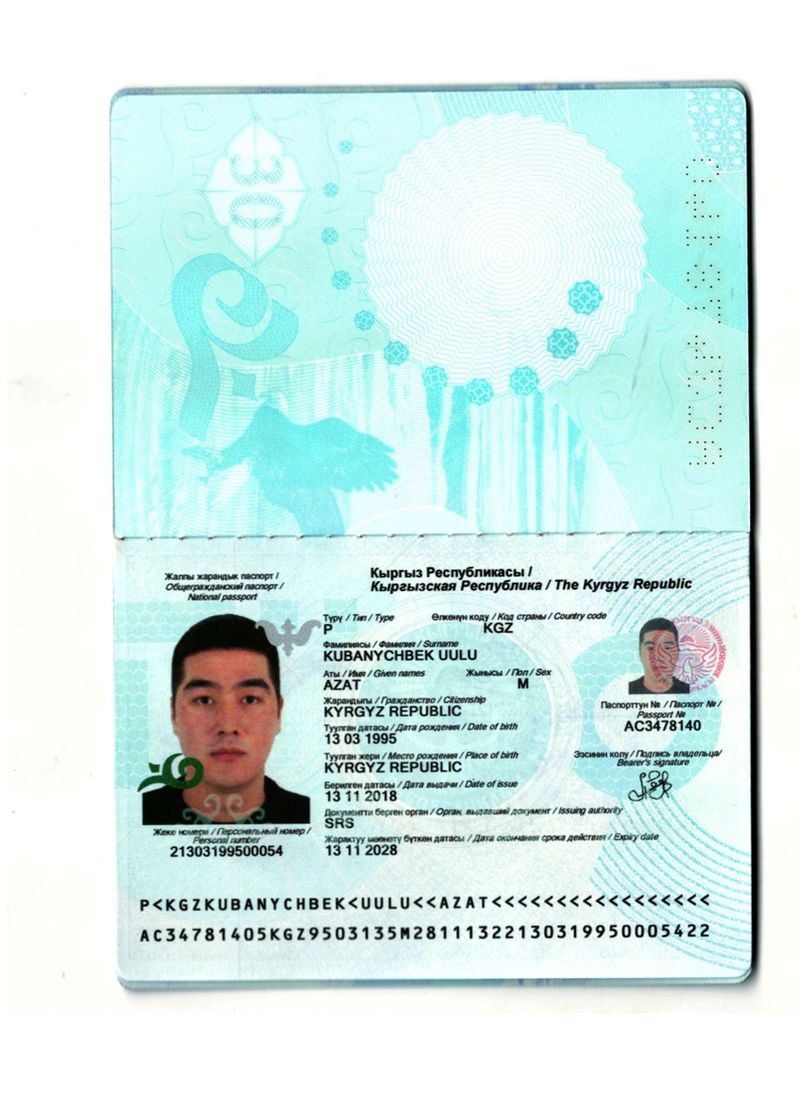 Жалпы жарандык паспорт /
Общегражданский паспорт /
National passport
Кыргыз Республикасы /
Кыргызская Республика / The Kyrgyz Republic
Түрү / Тип / Type
Өлкөнүн коду / Код страны / Country code
P
KGZ
Фамилиясы / Фамилия / Surname
KUBANYCHBEK UULU
Аты / Имя / Given names
Жынысы / Пол / Sex
AZAT
M
Жарандыгы / Гражданство / Citizenship
KYRGYZ REPUBLIC
Туулган датасы / Дата рождения / Date of birth
13 03 1995
Туулган жери / Место рождения / Place of birth
KYRGYZ REPUBLIC
Берилген датасы / Дата выдачи / Date of issue
13 11 2018
Документти берген орган / Орган, выдавший документ / Issuing authority
SRS
Жарактуу мөөнөтү бүткөн датасы / Дата окончания срока действия / Expiry date
13 11 2028
Паспорттун № / Паспорт № /
Passport №
AC3478140
Ээсинин колу / Подпись владельца/
Bearer's signature
Жеке номери / Персональный номер /
Personal number
21303199500054
P<KGZKUBANYCHBEK<UULU<<AZAT<<<<<<<<<<<<<<<<<
AC34781405KGZ9503135M28111322130319950005422